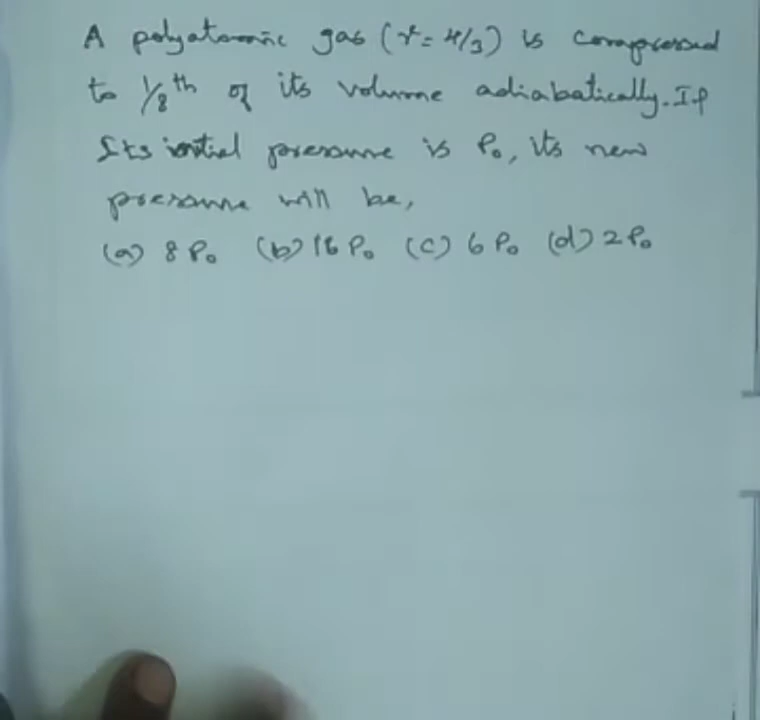 A polyatomic gas (γ = 4/3) is compressed
to 1/8th of its volume adiabatically. If
Its initial pressure is P₀, its new
pressure will be,
(a) 8 P₀ (b) 16 P₀ (c) 6 P₀ (d) 2 P₀